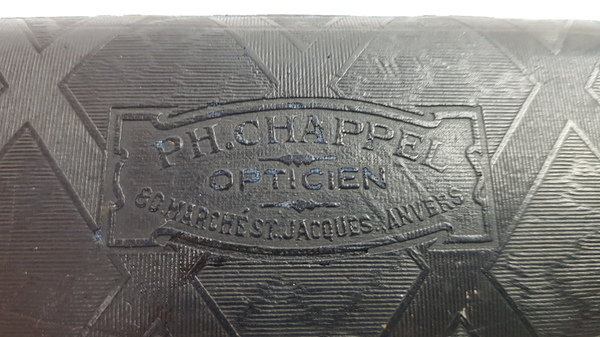 PH. CHAPPEL
OPTICIEN
60. MARCHÉ ST. JACQUES. ANVERS